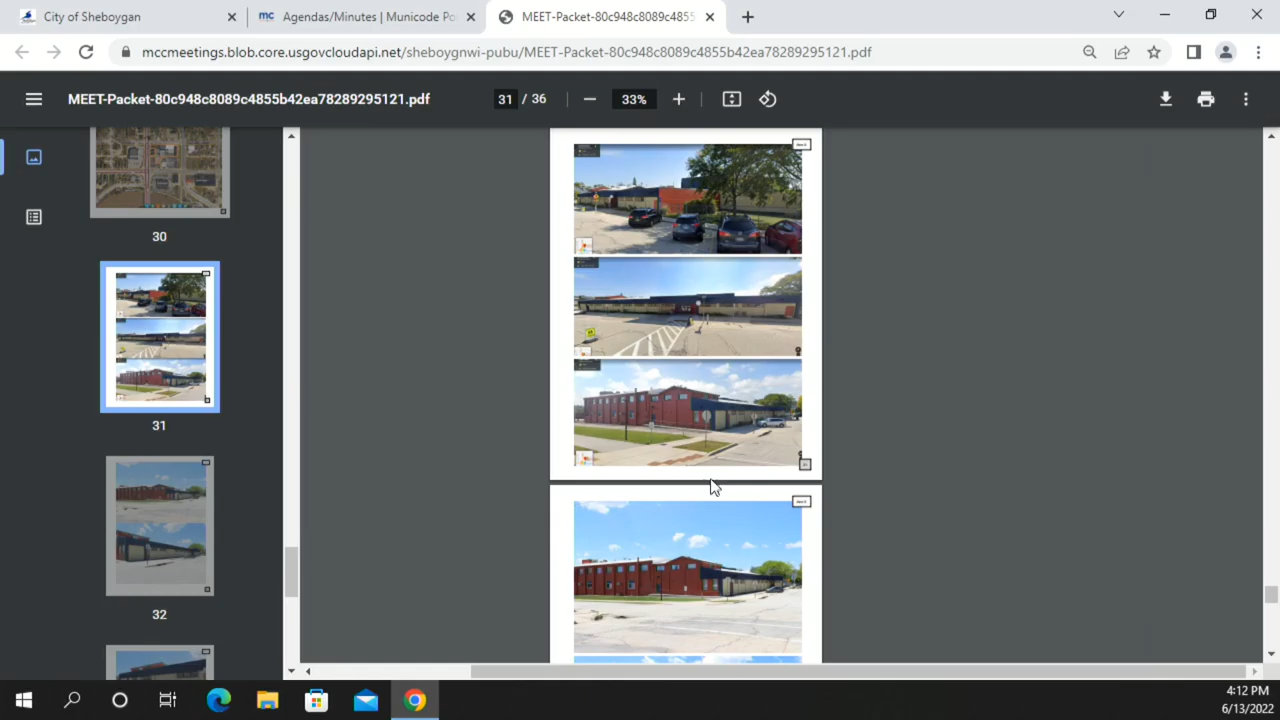 City of Sheboygan
mc Agendas/Minutes | Municode Po
MEET-Packet-80c948c8089c4855
mccmeetings.blob.core.usgovcloudapi.net/sheboygnwi-pubu/MEET-Packet-80c948c8089c4855b42ea78289295121.pdf
MEET-Packet-80c948c8089c4855b42ea78289295121.pdf
31 / 36
33%
30
31
32
4:12 PM
6/13/2022